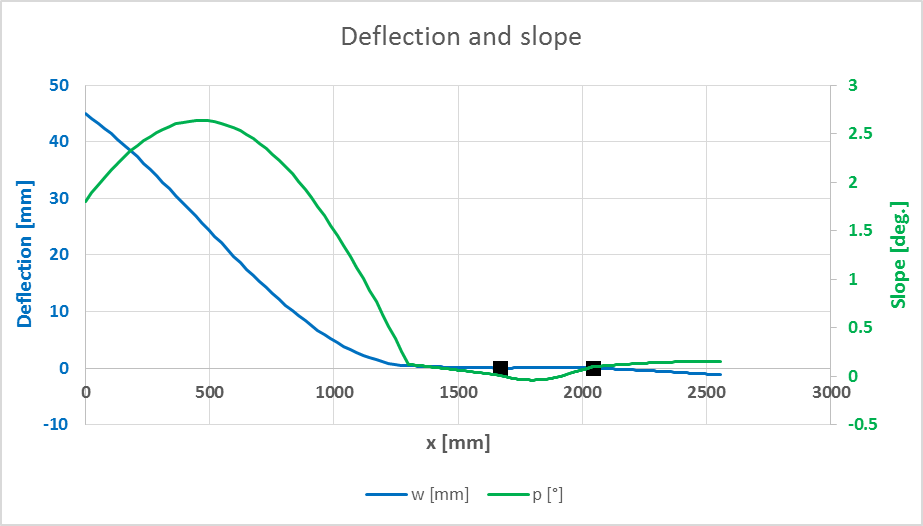 Deflection and slope
50
40
30
20
10
0
-10
Deflection [mm]
3
2.5
2
1.5
1
0.5
0
-0.5
Slope [deg.]
0 500 1000 1500 2000 2500 3000
x [mm]
w [mm] p [°]